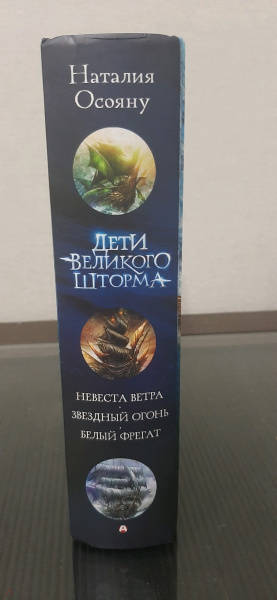 Наталия
Осояну
ДЕТИ
ВЕЛИКОГО
ШТОРМА
НЕВЕСТА ВЕТРА
·
ЗВЕЗДНЫЙ ОГОНЬ
·
БЕЛЫЙ ФРЕГАТ